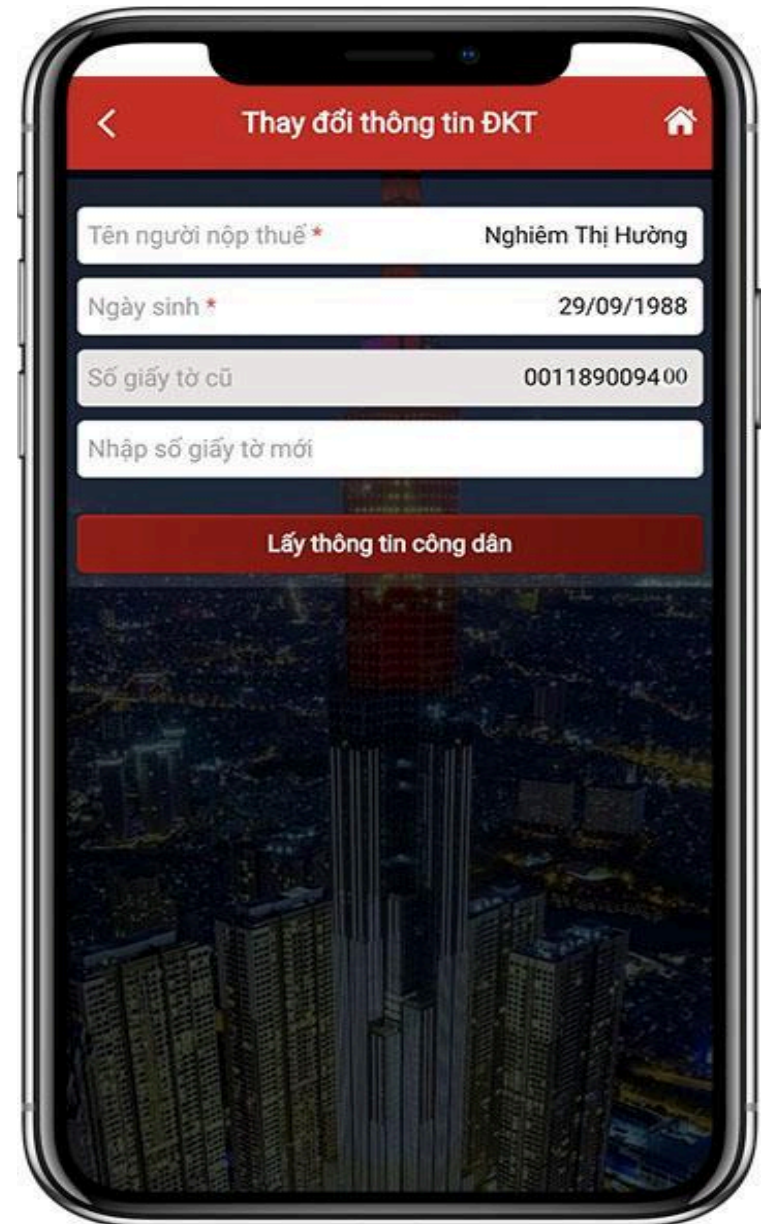 Thay đổi thông tin ĐKT
Tên người nộp thuế * Nghiêm Thị Hường
Ngày sinh * 29/09/1988
Số giấy tờ cũ 001189009400
Nhập số giấy tờ mới
Lấy thông tin công dân